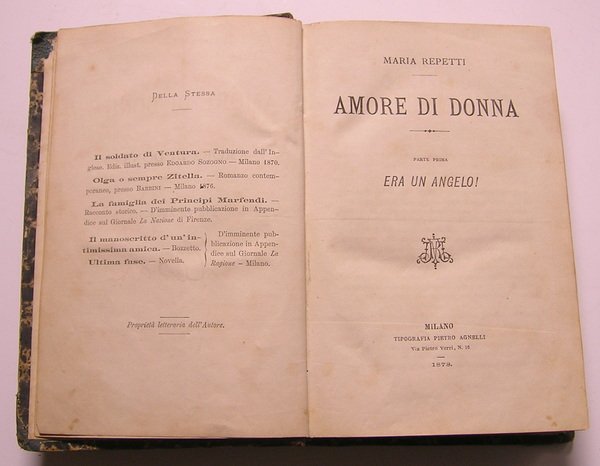 DELLA STESSA
Il soldato di Ventura. — Traduzione dall'In-
glese. Ediz. illust. presso EDOARDO SOZOGNO — Milano 1870.
Olga o sempre Zitella. — Romanzo contem-
poraneo, presso BARBINI — Milano 1876.
La famiglia dei Principi Marfendi. —
Racconto storico. — D'imminente pubblicazione in Appen-
dice sul Giornale La Nazione di Firenze.
Il manoscritto d'un'in-
timissima amica. — Bozzetto.
Ultima fase. — Novella.
D'imminente pub-
blicazione in Appen-
dice sul Giornale La
Ragione — Milano.
Proprietà letteraria dell'Autore.
MARIA REPETTI
AMORE DI DONNA
PARTE PRIMA
ERA UN ANGELO!
MILANO
TIPOGRAFIA PIETRO AGNELLI
Via Pietro Verri, N. 16
1878.